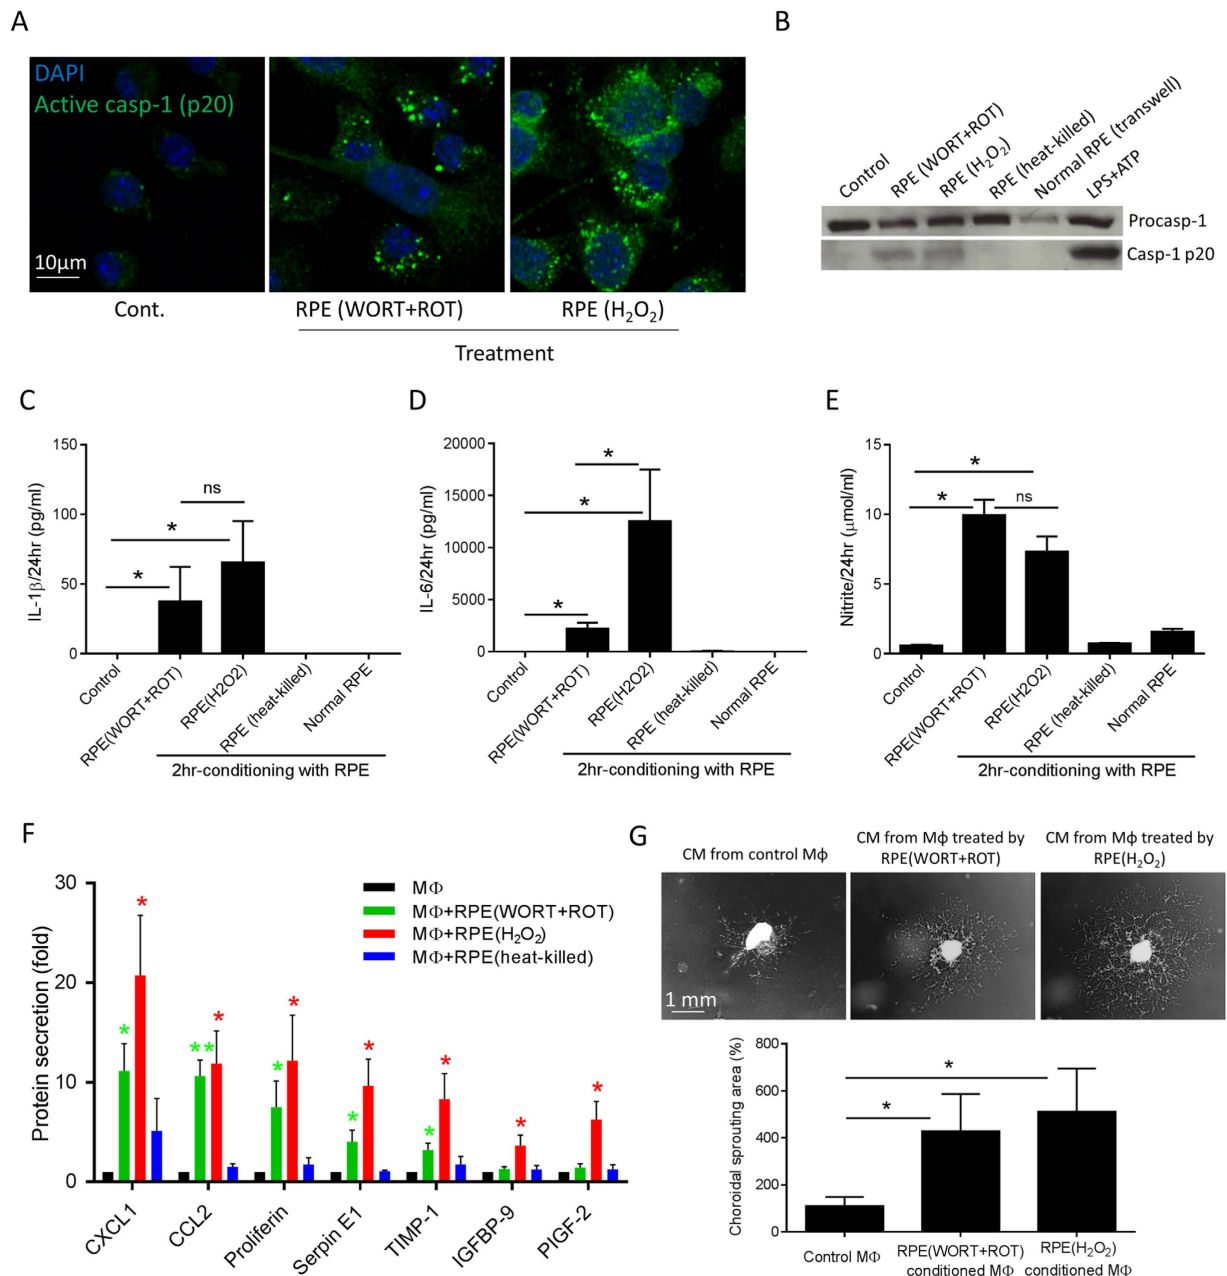 A
DAPI
Active casp-1 (p20)
10μm
Cont.
RPE (WORT+ROT)
RPE (H₂O₂)
Treatment
B
Control
RPE (WORT+ROT)
RPE (H₂O₂)
RPE (heat-killed)
Normal RPE (transwell)
LPS+ATP
Procasp-1
Casp-1 p20
C
IL-1β/24hr (pg/ml)
150
100
50
0
ns
*
*
Control
RPE(WORT+ROT)
RPE(H2O2)
RPE (heat-killed)
Normal RPE
2hr-conditioning with RPE
D
IL-6/24hr (pg/ml)
20000
15000
10000
5000
0
*
*
*
Control
RPE(WORT+ROT)
RPE(H2O2)
RPE (heat-killed)
Normal RPE
2hr-conditioning with RPE
E
Nitrite/24hr (μmol/ml)
15
10
5
0
*
*
ns
Control
RPE(WORT+ROT)
RPE(H2O2)
RPE (heat-killed)
Normal RPE
2hr-conditioning with RPE
F
Protein secretion (fold)
30
20
10
0
MΦ
MΦ+RPE(WORT+ROT)
MΦ+RPE(H₂O₂)
MΦ+RPE(heat-killed)
* * ** * * * * * * * * *
CXCL1
CCL2
Proliferin
Serpin E1
TIMP-1
IGFBP-9
PIGF-2
G
CM from control Mϕ
CM from Mϕ treated by
RPE(WORT+ROT)
CM from Mϕ treated by
RPE(H₂O₂)
1 mm
Choroidal sprouting area (%)
800
600
400
200
0
*
*
Control MΦ
RPE(WORT+ROT)
conditioned MΦ
RPE(H₂O₂)
conditioned MΦ